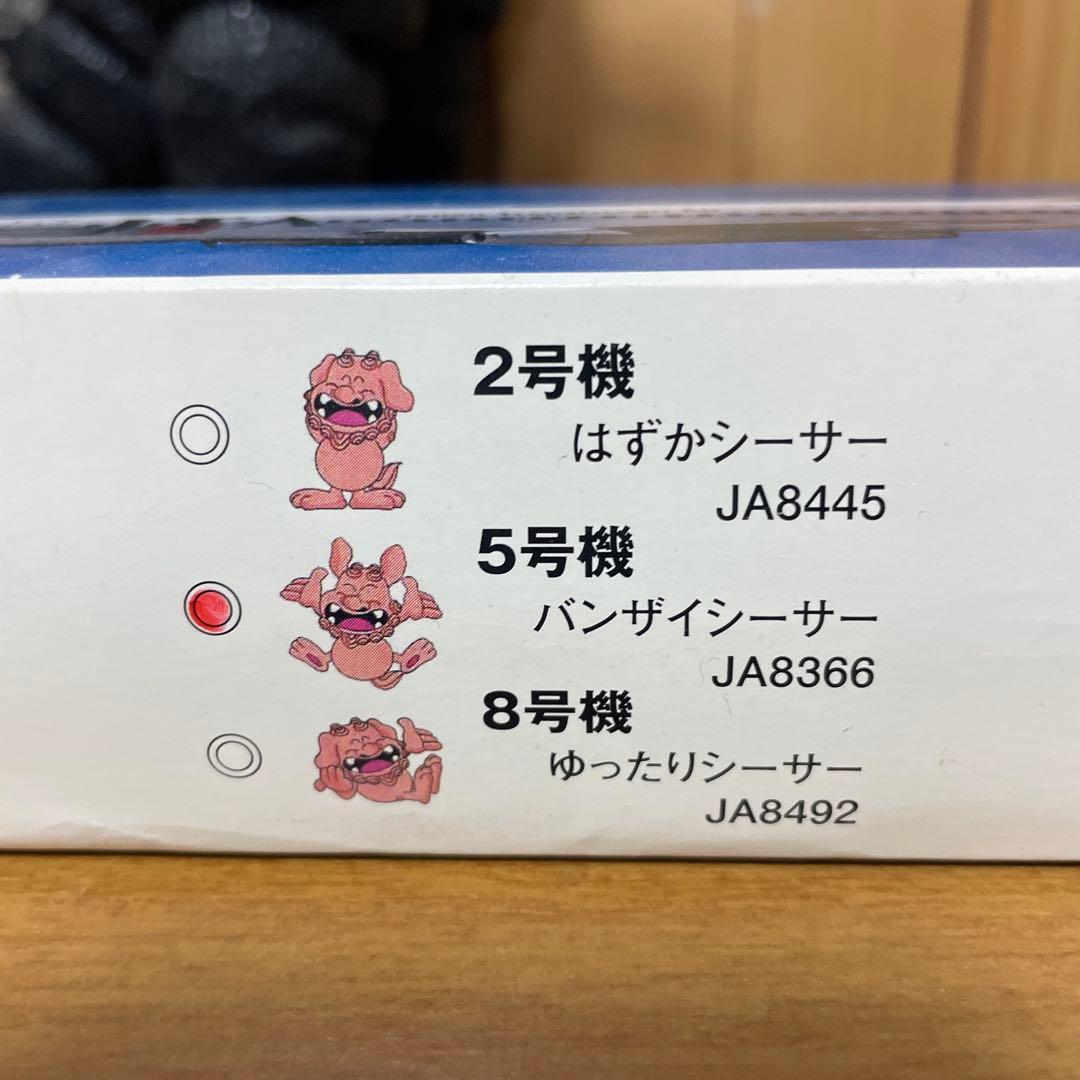 2号機
はずかシーサー
JA8445
5号機
バンザイシーサー
JA8366
8号機
ゆったりシーサー
JA8492